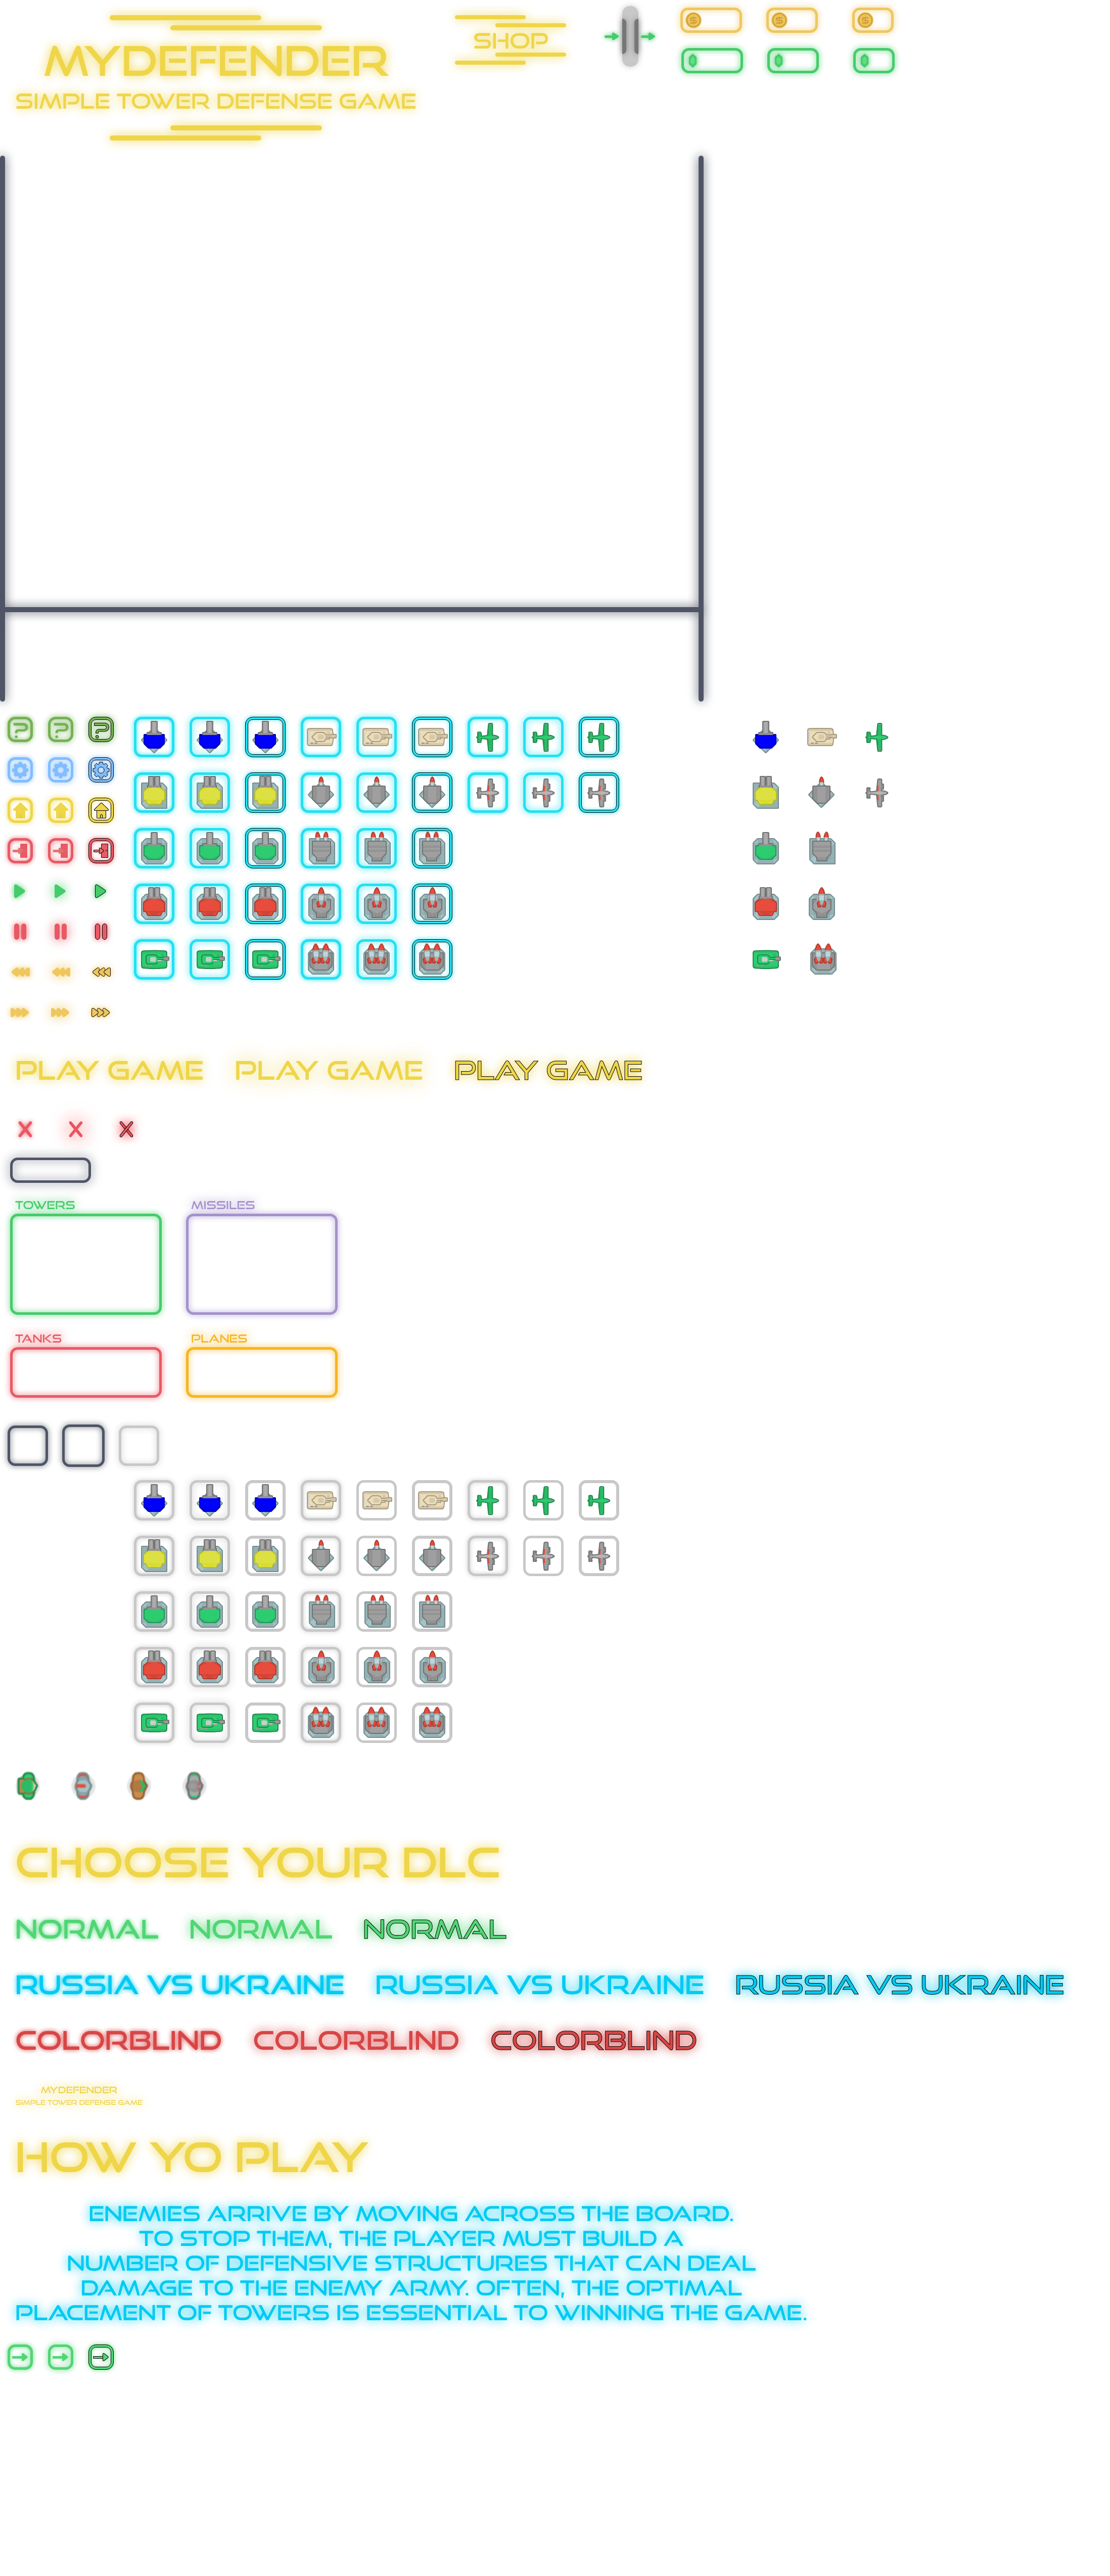 MYDEFENDER
SIMPLE TOWER DEFENSE GAME
SHOP
PLAY GAME PLAY GAME PLAY GAME
TOWERS MISSILES
TANKS PLANES
CHOOSE YOUR DLC
NORMAL NORMAL NORMAL
RUSSIA VS UKRAINE RUSSIA VS UKRAINE RUSSIA VS UKRAINE
COLORBLIND COLORBLIND COLORBLIND
MYDEFENDER
SIMPLE TOWER DEFENSE GAME
HOW YO PLAY
ENEMIES ARRIVE BY MOVING ACROSS THE BOARD.
TO STOP THEM, THE PLAYER MUST BUILD A
NUMBER OF DEFENSIVE STRUCTURES THAT CAN DEAL
DAMAGE TO THE ENEMY ARMY. OFTEN, THE OPTIMAL
PLACEMENT OF TOWERS IS ESSENTIAL TO WINNING THE GAME.